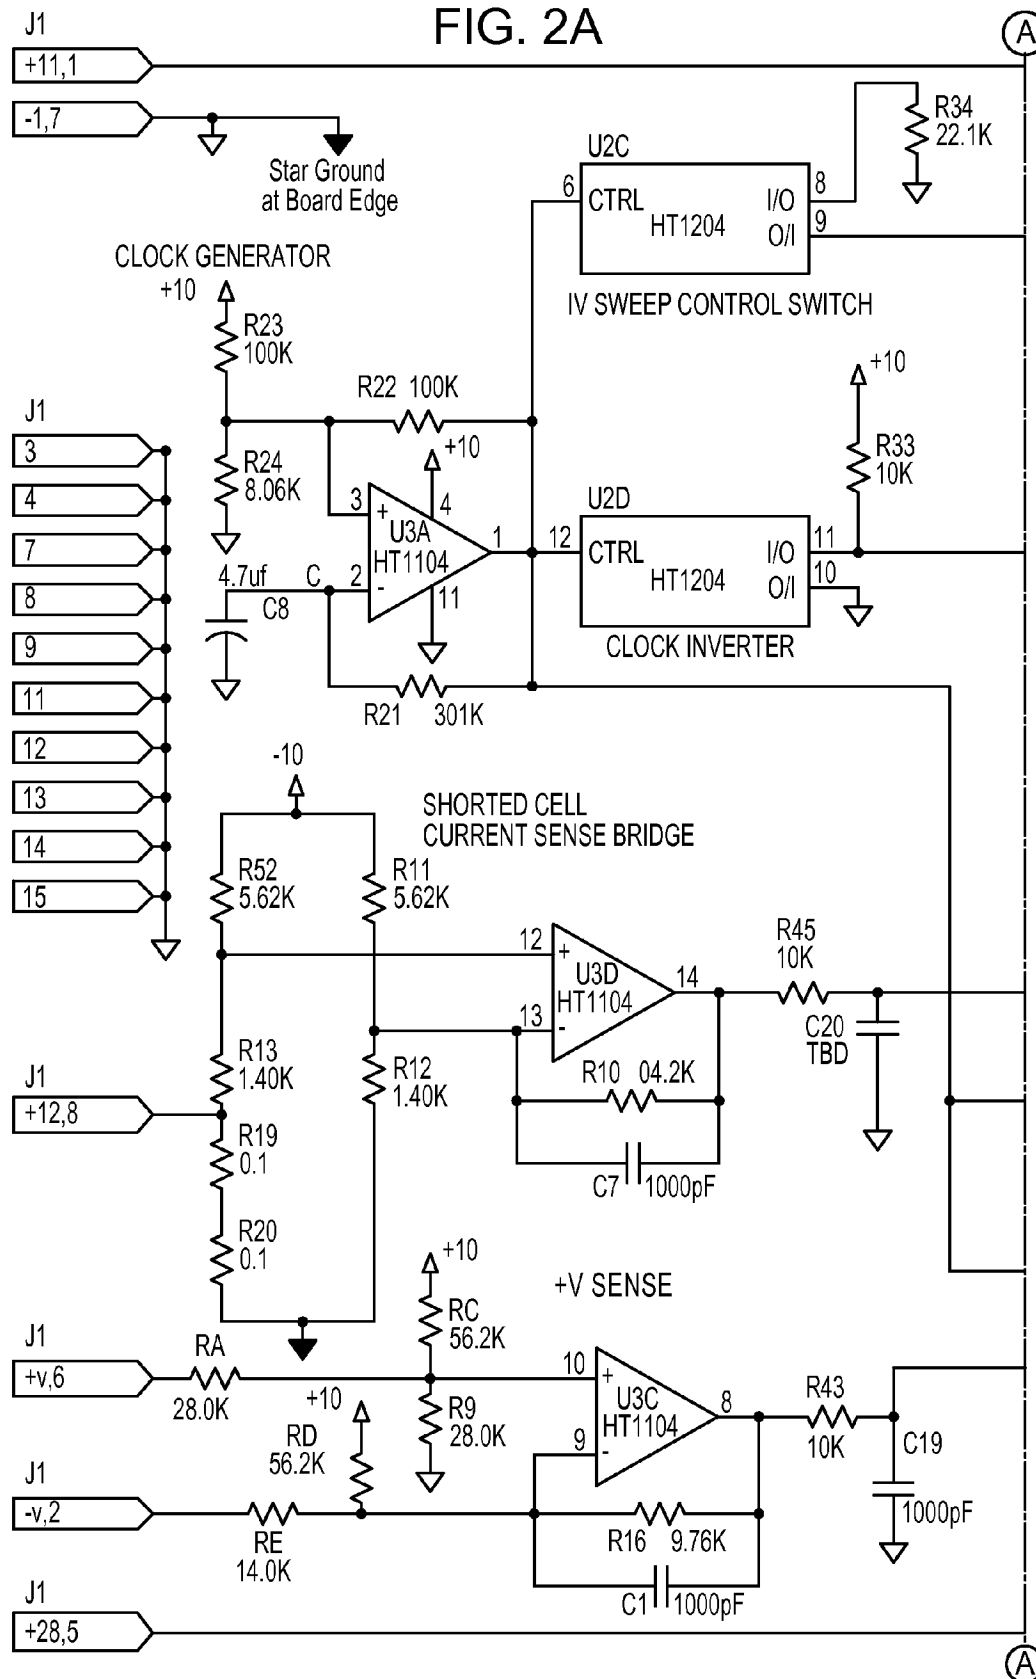 FIG. 2A
A
J1
+11,1
-1,7
Star Ground
at Board Edge
R34
22.1K
U2C
6
CTRL
HT1204
I/O
O/I
8
9
IV SWEEP CONTROL SWITCH
CLOCK GENERATOR
+10
R23
100K
R22 100K
+10
R24
8.06K
3
+
4
U3A
HT1104
1
2
-
11
4.7uf
C
C8
R21 301K
U2D
12
CTRL
HT1204
I/O
O/I
11
10
+10
R33
10K
CLOCK INVERTER
J1
3
4
7
8
9
11
12
13
14
15
-10
SHORTED CELL
CURRENT SENSE BRIDGE
R52
5.62K
R11
5.62K
12
+
U3D
HT1104
14
13
-
R45
10K
C20
TBD
R13
1.40K
R12
1.40K
R10 04.2K
C7 1000pF
J1
+12,8
R19
0.1
R20
0.1
+10
+V SENSE
RC
56.2K
J1
+v,6
RA
28.0K
+10
R9
28.0K
RD
56.2K
10
+
U3C
HT1104
8
9
-
R43
10K
C19
1000pF
J1
-v,2
RE
14.0K
R16 9.76K
C1 1000pF
J1
+28,5
A